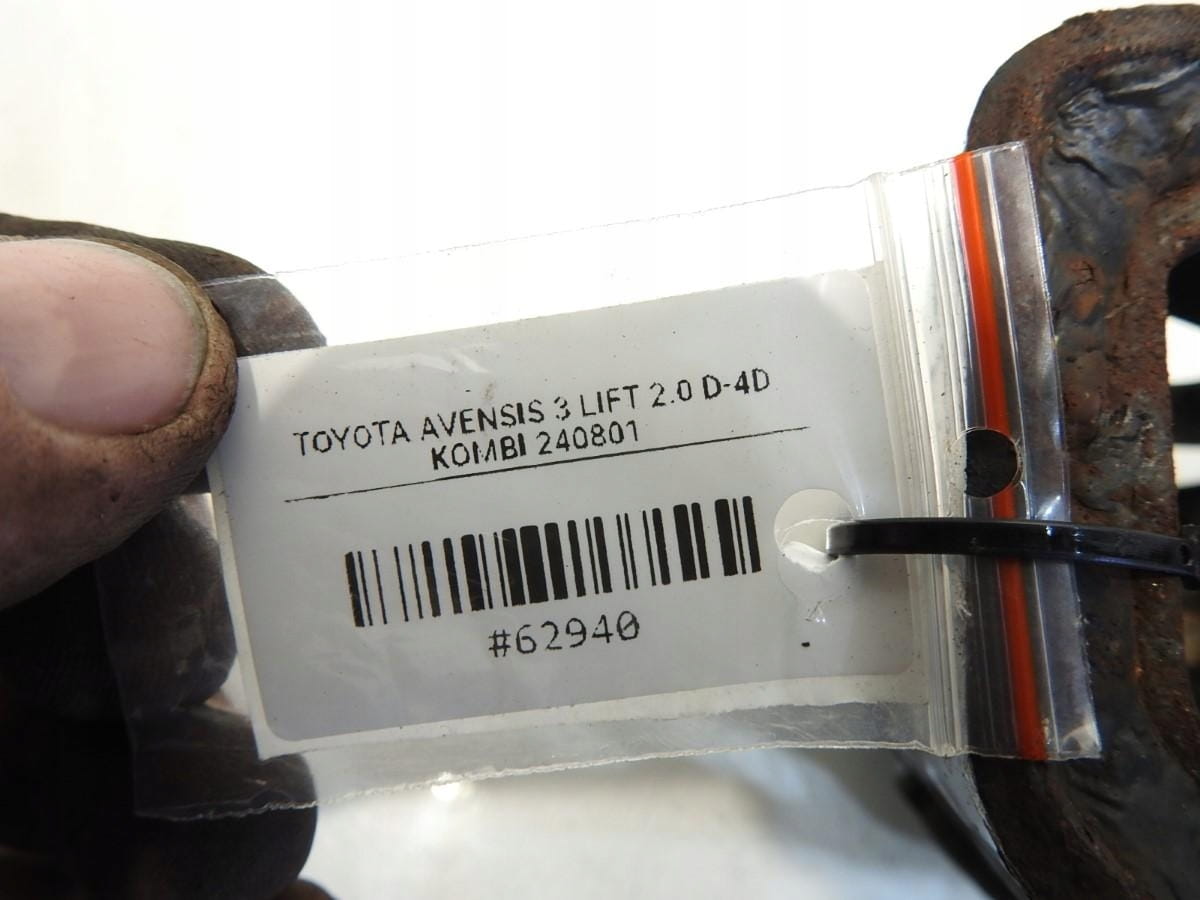 TOYOTA AVENSIS 3 LIFT 2.0 D-4D
KOMBI 240801
#62940